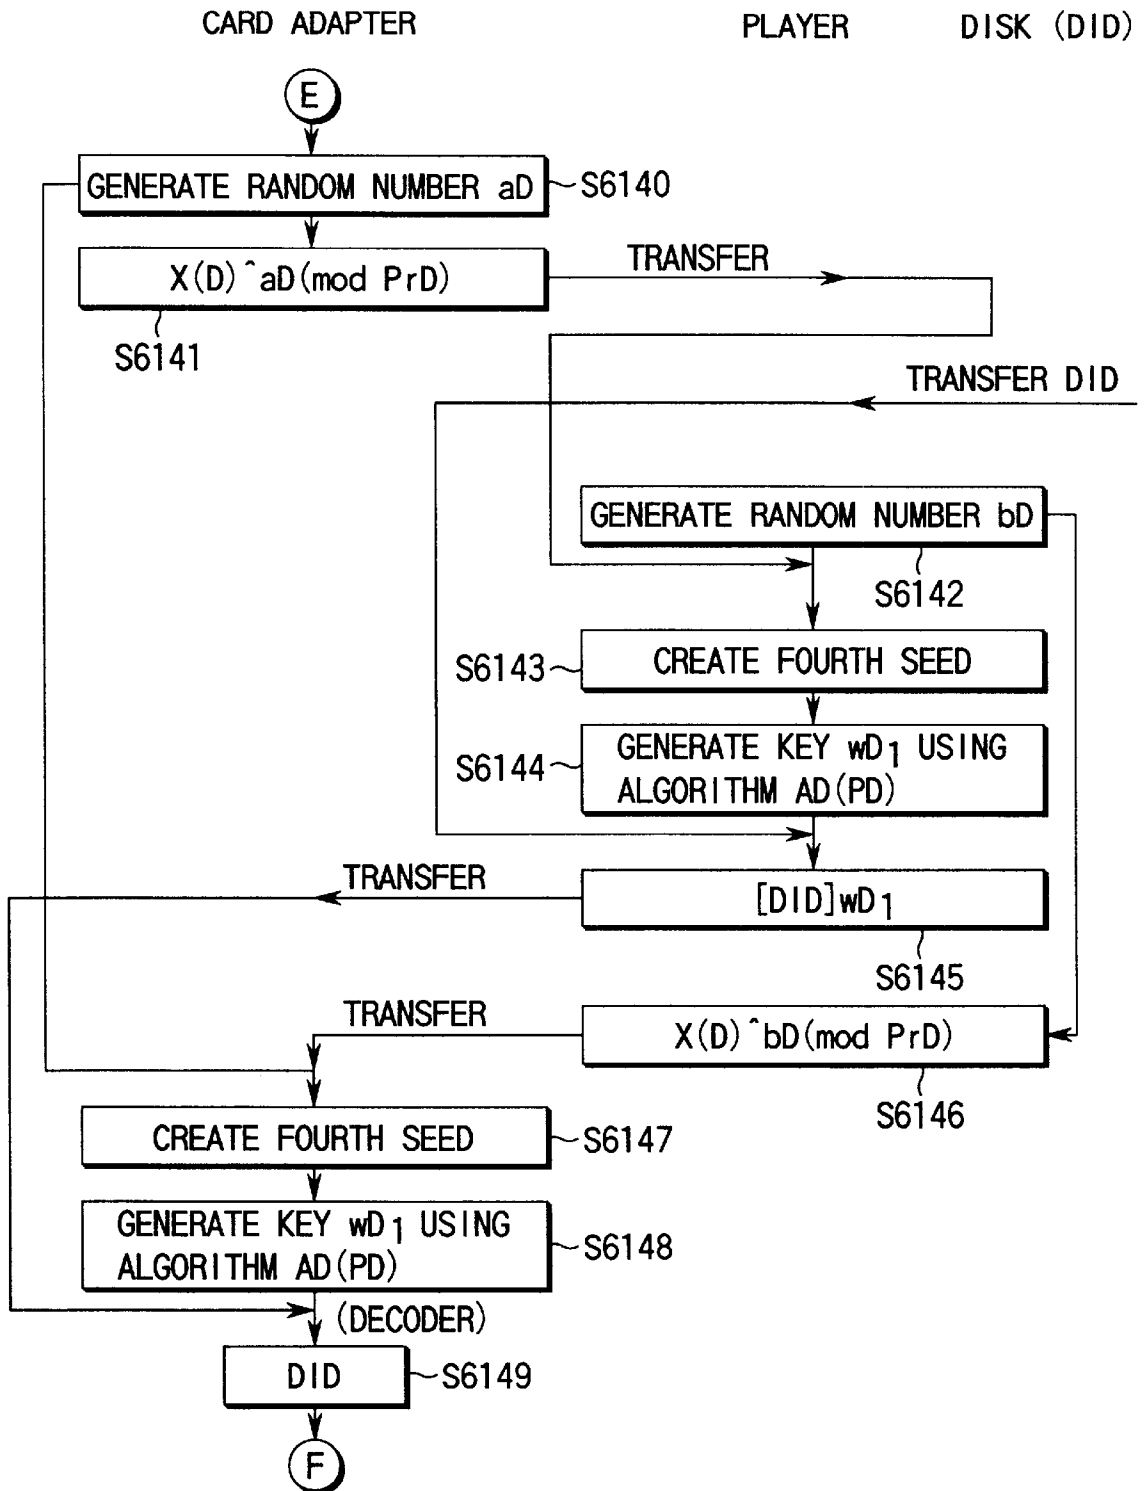 CARD ADAPTER
PLAYER
DISK (DID)
E
GENERATE RANDOM NUMBER aD
S6140
X(D)^aD(mod PrD)
TRANSFER
S6141
TRANSFER DID
GENERATE RANDOM NUMBER bD
S6142
S6143
CREATE FOURTH SEED
S6144
GENERATE KEY wD1 USING
ALGORITHM AD(PD)
TRANSFER
[DID]wD1
S6145
TRANSFER
X(D)^bD(mod PrD)
S6146
CREATE FOURTH SEED
S6147
GENERATE KEY wD1 USING
ALGORITHM AD(PD)
S6148
(DECODER)
DID
S6149
F